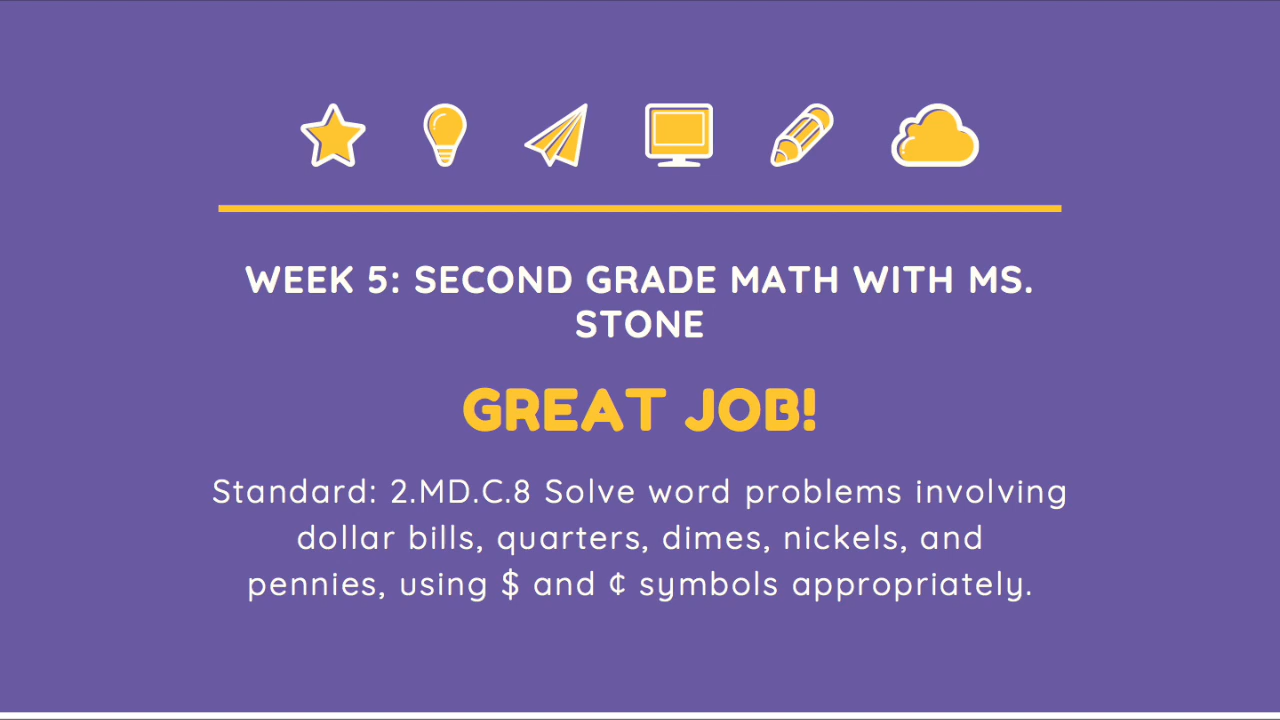 WEEK 5: SECOND GRADE MATH WITH MS.
STONE
GREAT JOB!
Standard: 2.MD.C.8 Solve word problems involving
dollar bills, quarters, dimes, nickels, and
pennies, using $ and ¢ symbols appropriately.